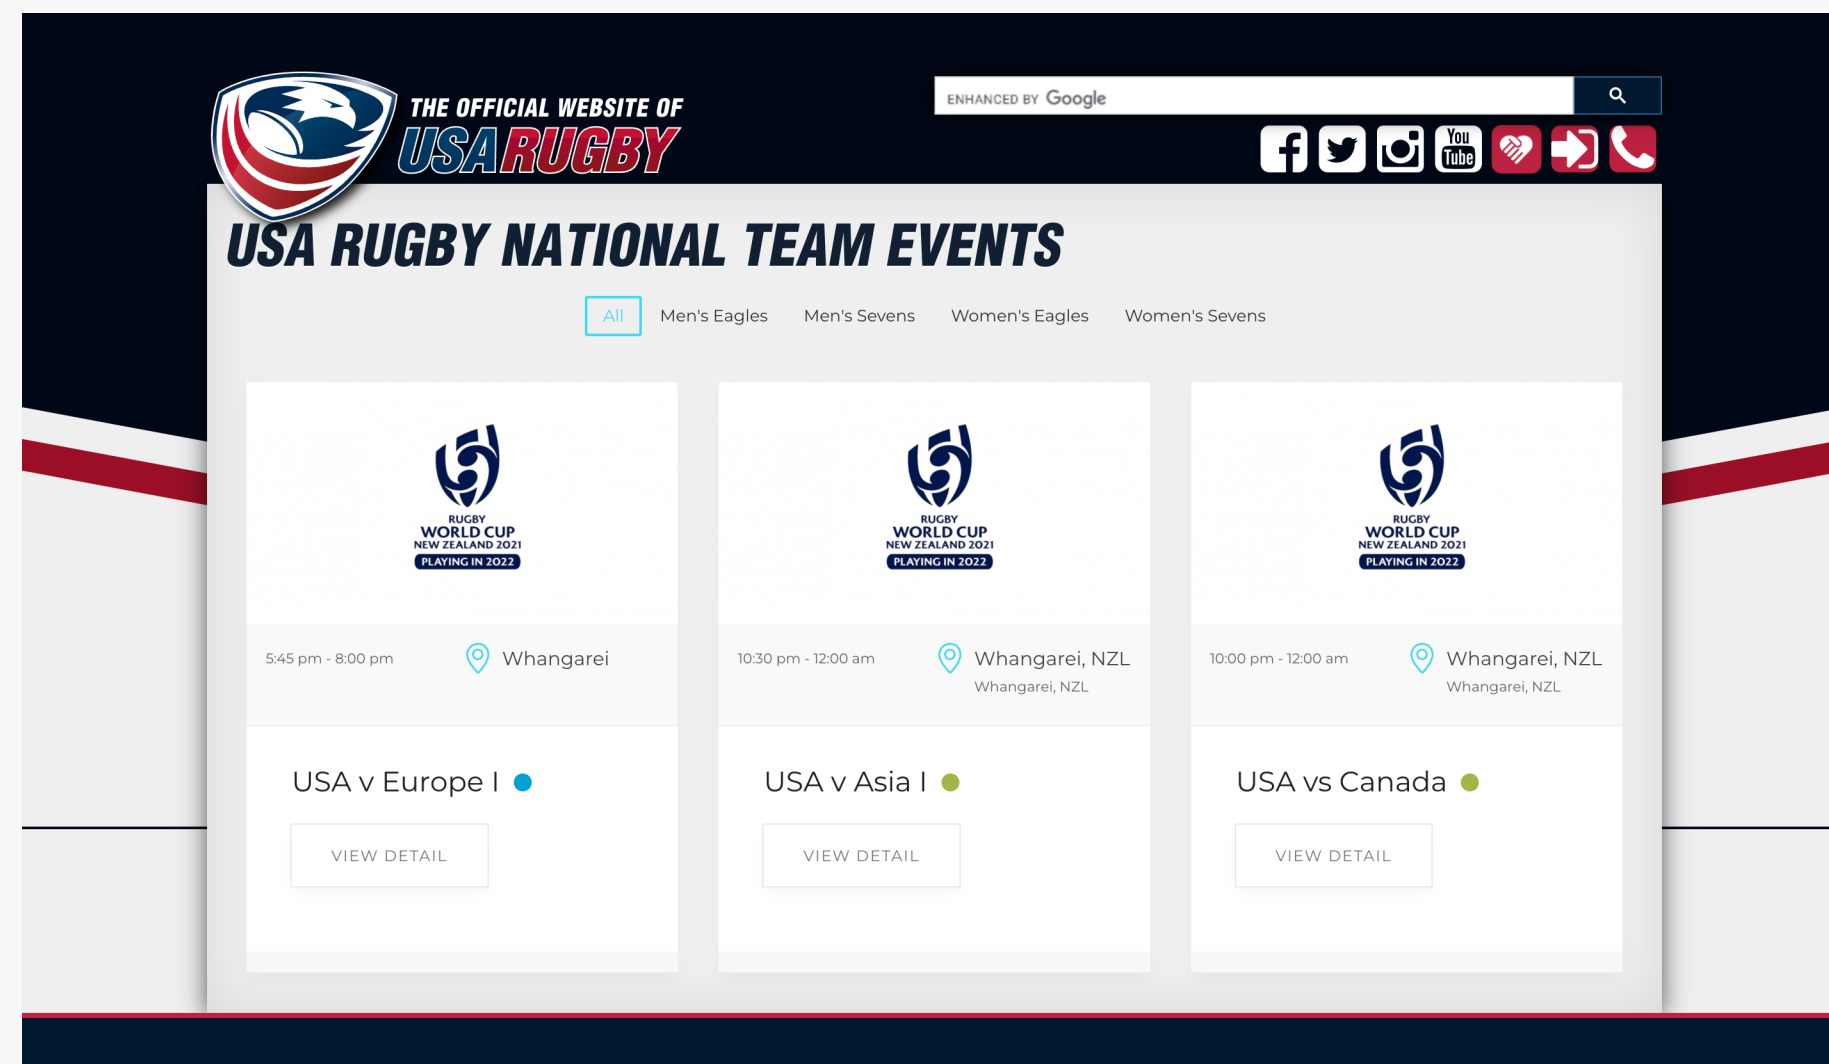 THE OFFICIAL WEBSITE OF
USA RUGBY
ENHANCED BY Google
You
Tube
USA RUGBY NATIONAL TEAM EVENTS
All Men's Eagles Men's Sevens Women's Eagles Women's Sevens
RUGBY
WORLD CUP
NEW ZEALAND 2021
PLAYING IN 2022
5:45 pm - 8:00 pm Whangarei
USA v Europe I
VIEW DETAIL
RUGBY
WORLD CUP
NEW ZEALAND 2021
PLAYING IN 2022
10:30 pm - 12:00 am Whangarei, NZL
Whangarei, NZL
USA v Asia I
VIEW DETAIL
RUGBY
WORLD CUP
NEW ZEALAND 2021
PLAYING IN 2022
10:00 pm - 12:00 am Whangarei, NZL
Whangarei, NZL
USA vs Canada
VIEW DETAIL